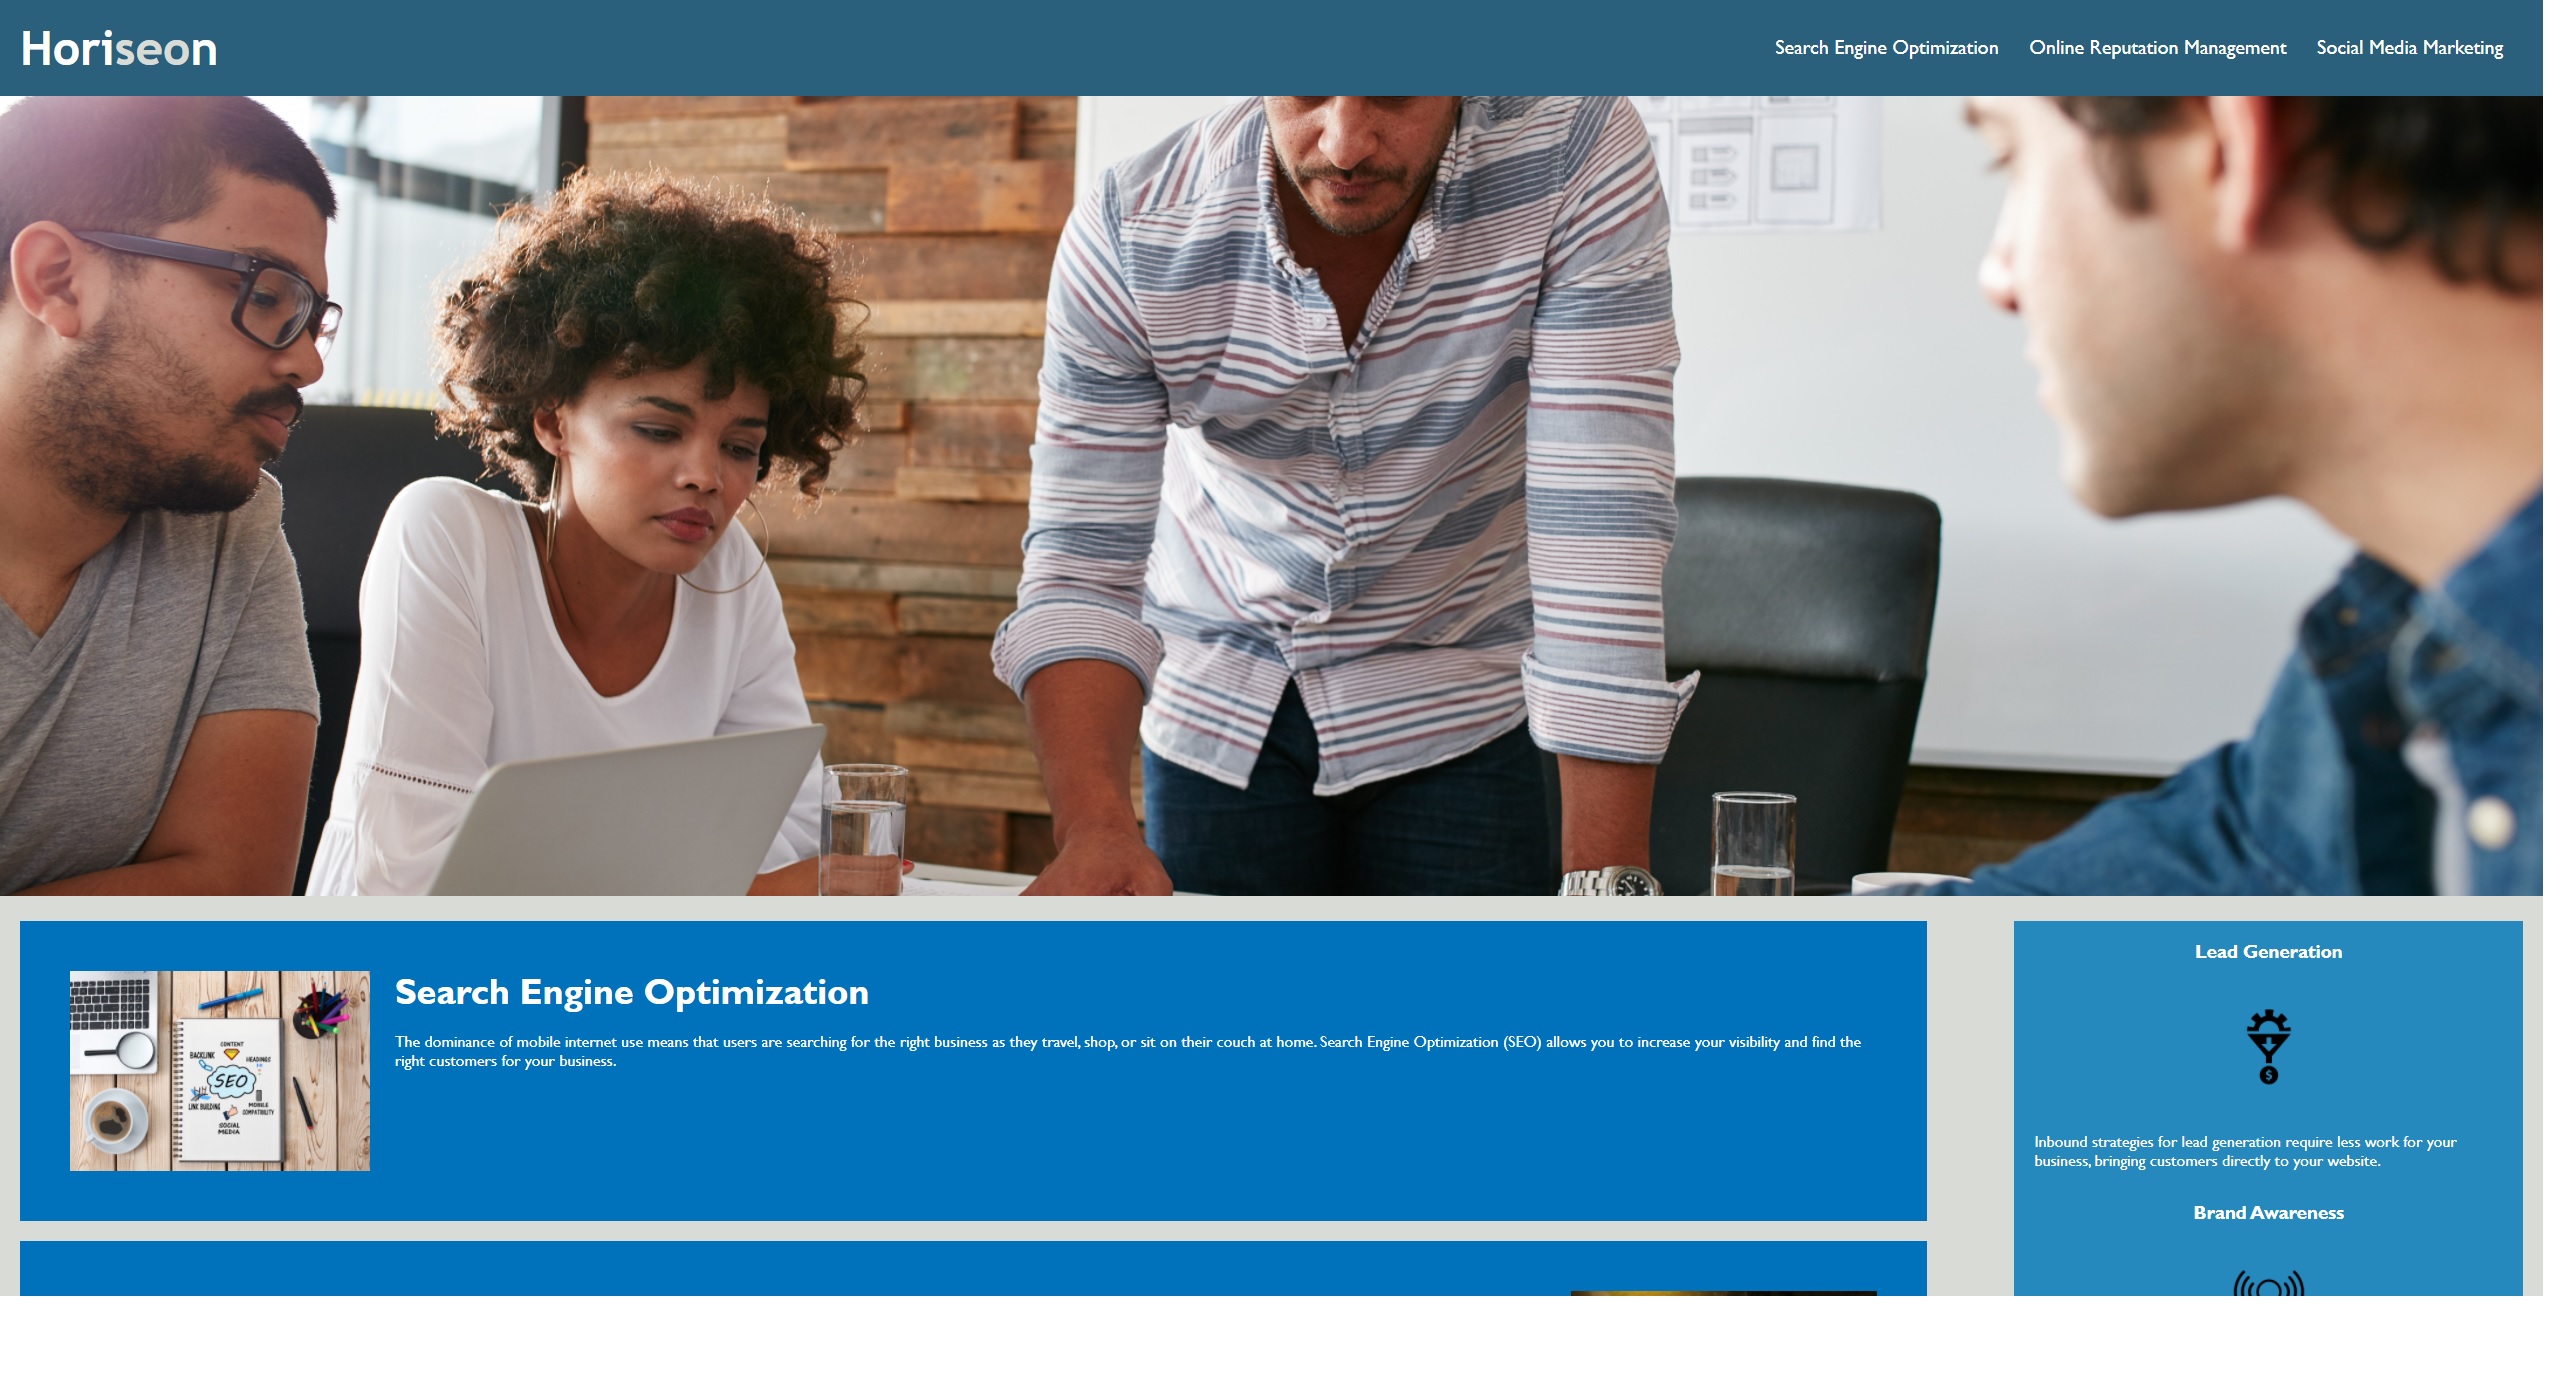 Horiseon
Search Engine Optimization
Online Reputation Management
Social Media Marketing
Search Engine Optimization
The dominance of mobile internet use means that users are searching for the right business as they travel, shop, or sit on their couch at home. Search Engine Optimization (SEO) allows you to increase your visibility and find the
right customers for your business.
CONTENT
BACKLINK
HEADINGS
SEO
LINK BUILDING
MOBILE
COMPATIBILITY
SOCIAL
MEDIA
Lead Generation
$
Inbound strategies for lead generation require less work for your
business, bringing customers directly to your website.
Brand Awareness